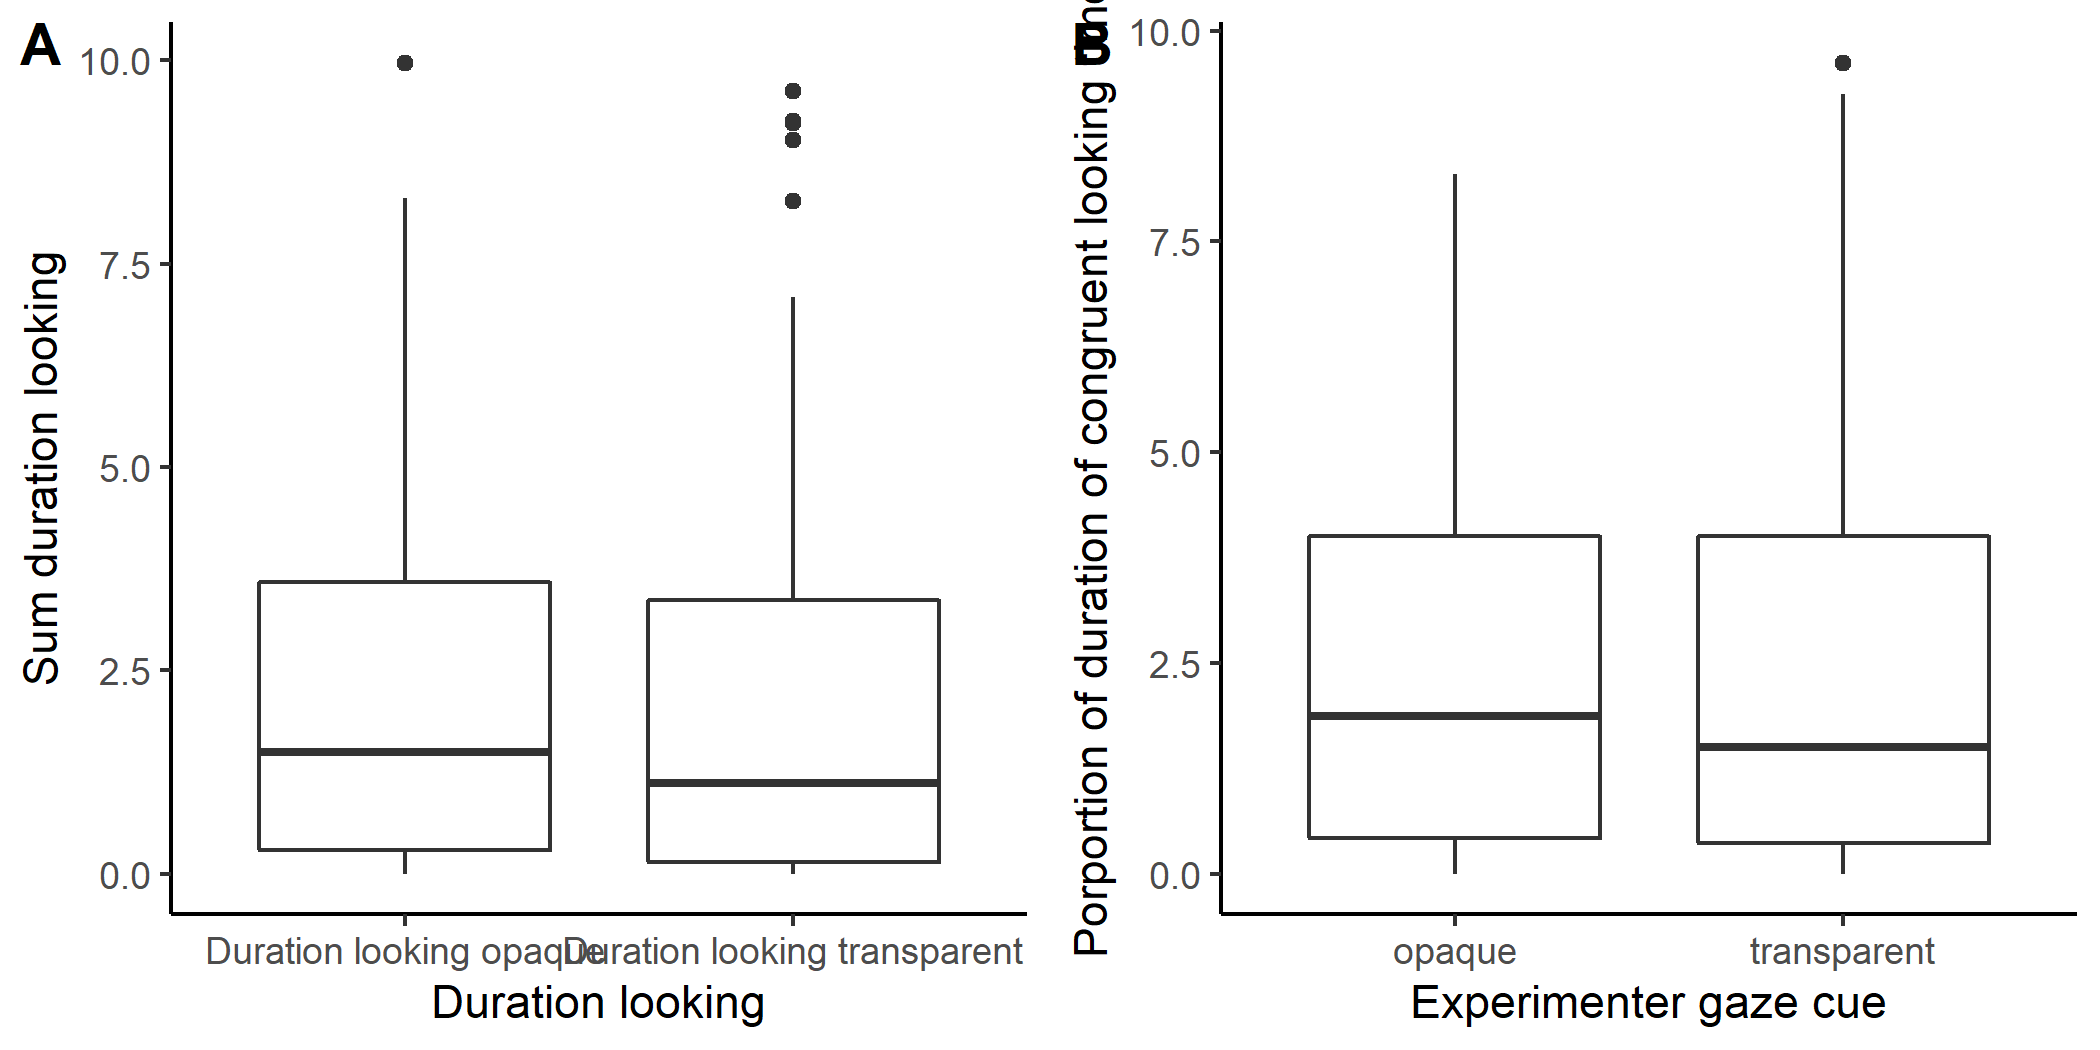 A
10.0
7.5
5.0
2.5
0.0
Sum duration looking
Duration looking opaque
Duration looking transparent
Duration looking
B
10.0
7.5
5.0
2.5
0.0
Porportion of duration of congruent looking
opaque
transparent
Experimenter gaze cue